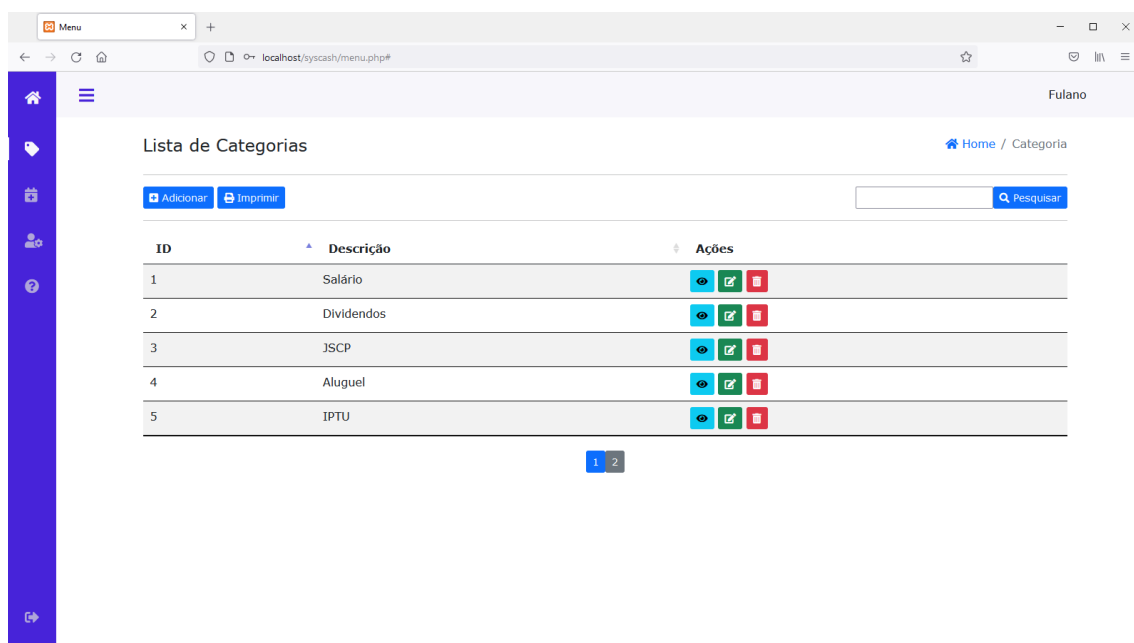 Menu
localhost/syscash/menu.php#
Fulano
Lista de Categorias
Home / Categoria
Adicionar Imprimir Pesquisar
ID Descrição Ações
1 Salário
2 Dividendos
3 JSCP
4 Aluguel
5 IPTU
1 2